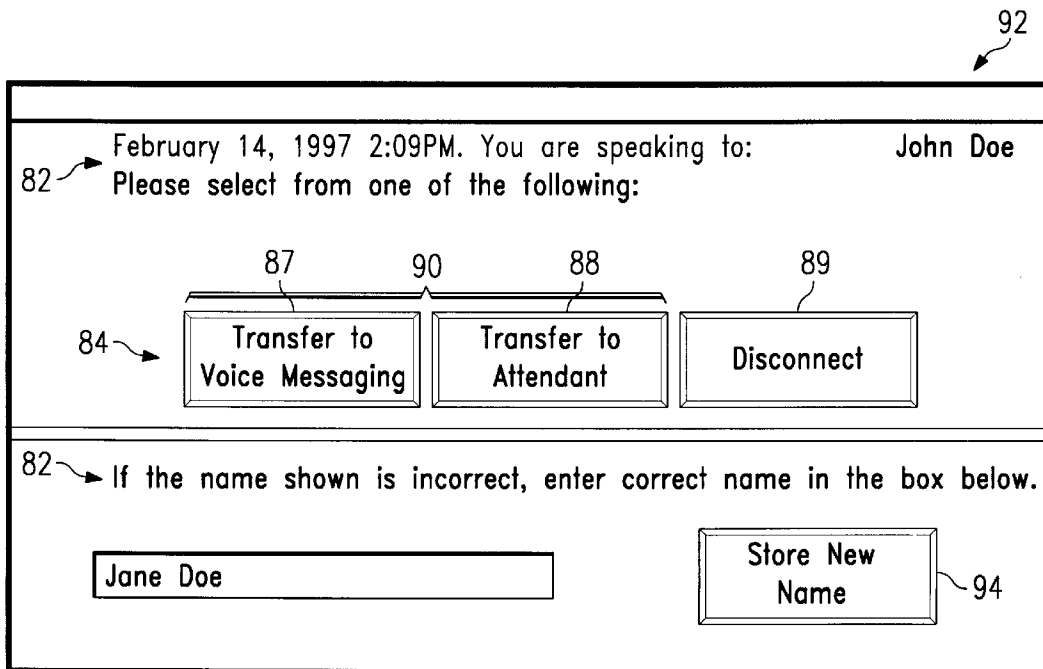 92
February 14, 1997 2:09PM. You are speaking to: John Doe
82
Please select from one of the following:
87 90 88 89
84
Transfer to
Voice Messaging
Transfer to
Attendant
Disconnect
82
If the name shown is incorrect, enter correct name in the box below.
Jane Doe
Store New
Name
94